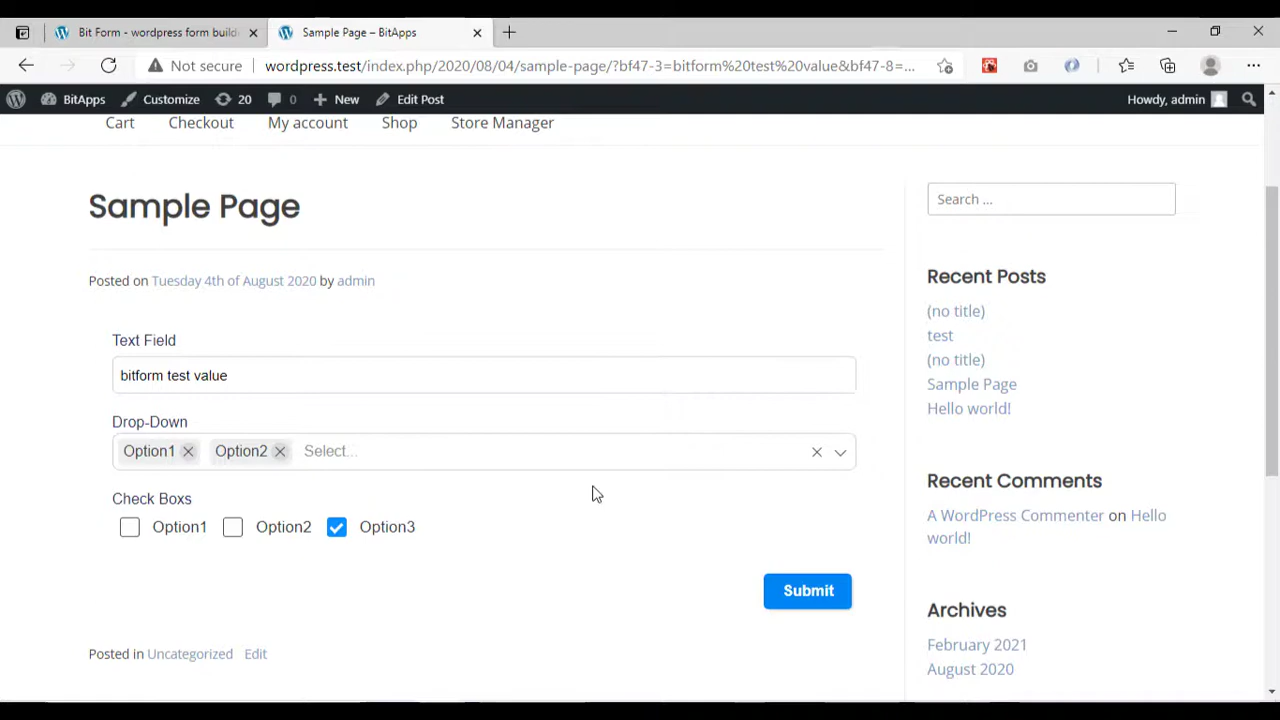 Bit Form - wordpress form builde
Sample Page – BitApps
Not secure
wordpress.test/index.php/2020/08/04/sample-page/?bf47-3=bitform%20test%20value&bf47-8=...
BitApps
Customize
20
0
New
Edit Post
Howdy, admin
Cart
Checkout
My account
Shop
Store Manager
Sample Page
Posted on Tuesday 4th of August 2020 by admin
Text Field
bitform test value
Drop-Down
Option1
Option2
Select...
Check Boxs
Option1
Option2
Option3
Submit
Posted in Uncategorized Edit
Search ...
Recent Posts
(no title)
test
(no title)
Sample Page
Hello world!
Recent Comments
A WordPress Commenter on Hello
world!
Archives
February 2021
August 2020